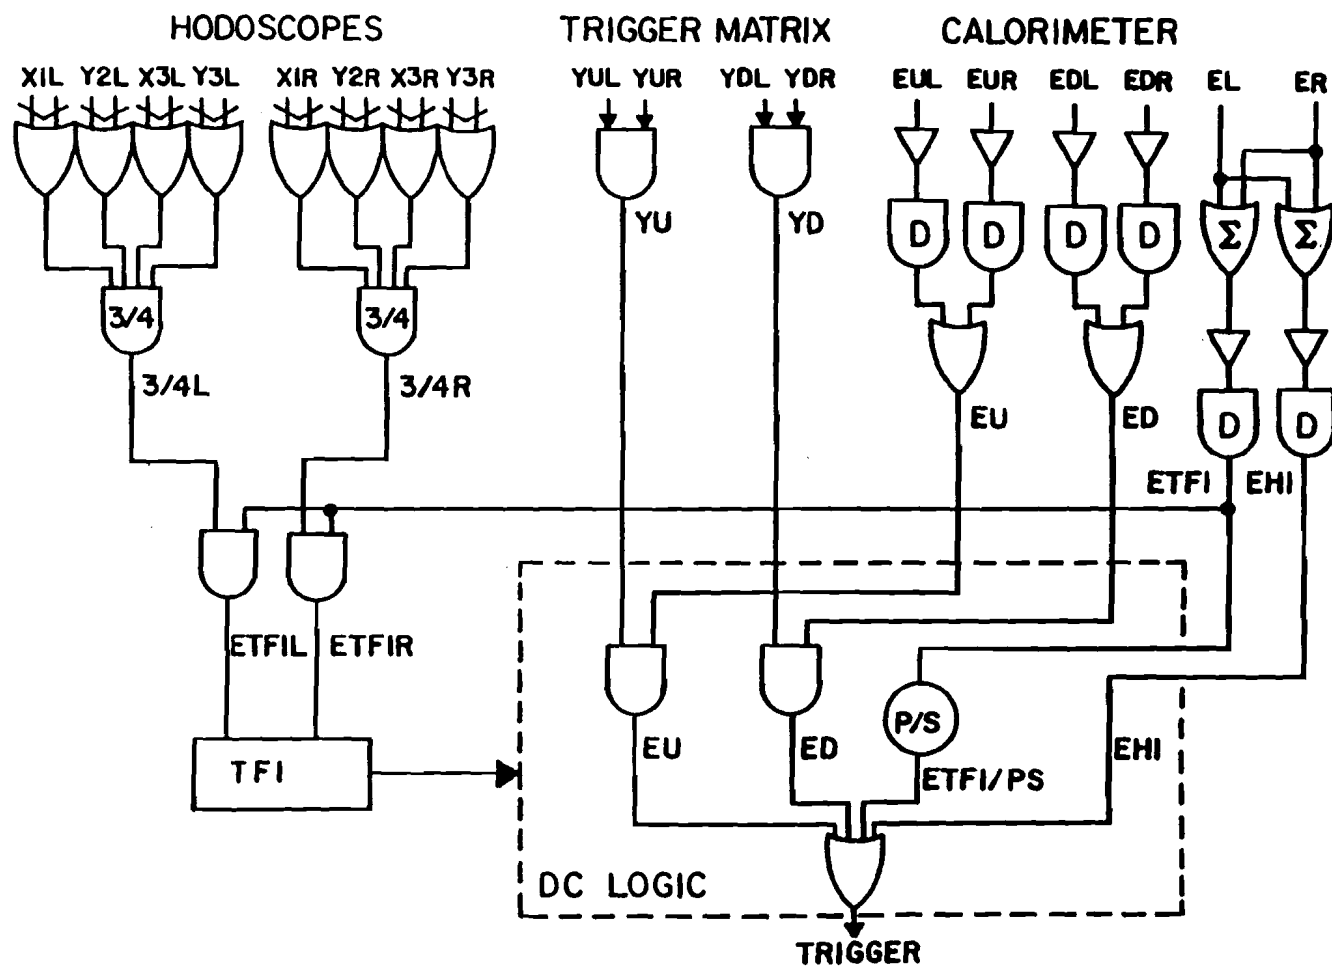 HODOSCOPES TRIGGER MATRIX CALORIMETER
X1L Y2L X3L Y3L X1R Y2R X3R Y3R YUL YUR YDL YDR EUL EUR EDL EDR EL ER
D D D D Σ Σ
YU YD
3/4 3/4
3/4L 3/4R
EU ED
D D
ETFI EHI
ETFIL ETFIR
P/S
EU ED EHI
TFI
ETFI/PS
DC LOGIC
TRIGGER